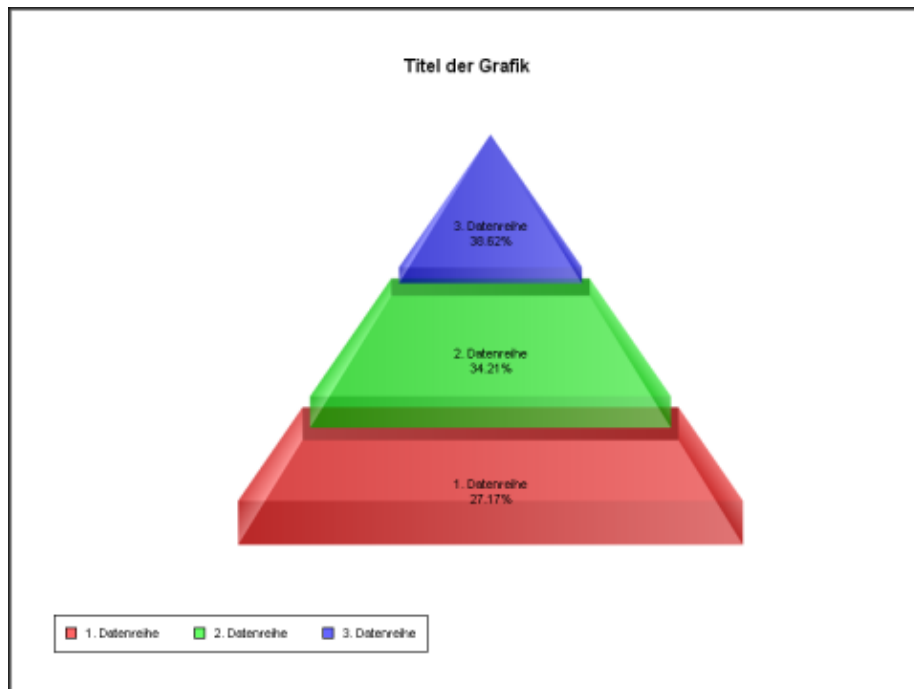 Titel der Grafik
3. Datenreihe
38.62%
2. Datenreihe
34.21%
1. Datenreihe
27.17%
1. Datenreihe 2. Datenreihe 3. Datenreihe